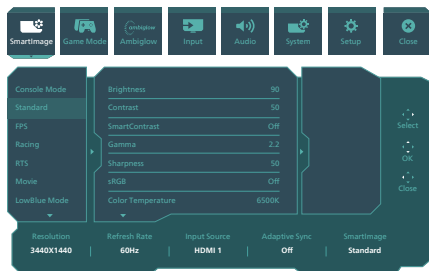 SmartImage
Game Mode
ambiglow
Ambiglow
Input
Audio
System
Setup
Close
Console Mode
Standard
FPS
Racing
RTS
Movie
LowBlue Mode
Brightness 90
Contrast 50
SmartContrast Off
Gamma 2.2
Sharpness 50
sRGB Off
Color Temperature 6500K
Select
OK
Close
Resolution Refresh Rate Input Source Adaptive Sync SmartImage
3440X1440 60Hz HDMI 1 Off Standard